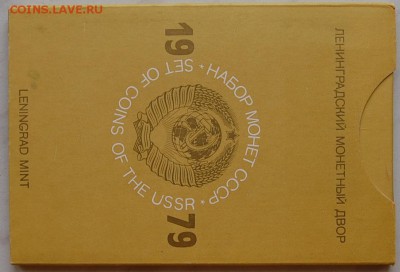 COINS.LAVE.RU
ЛЕНИНГРАДСКИЙ МОНЕТНЫЙ ДВОР
19 79
· НАБОР МОНЕТ СССР ·
SET OF COINS OF THE USSR
LENINGRAD MINT